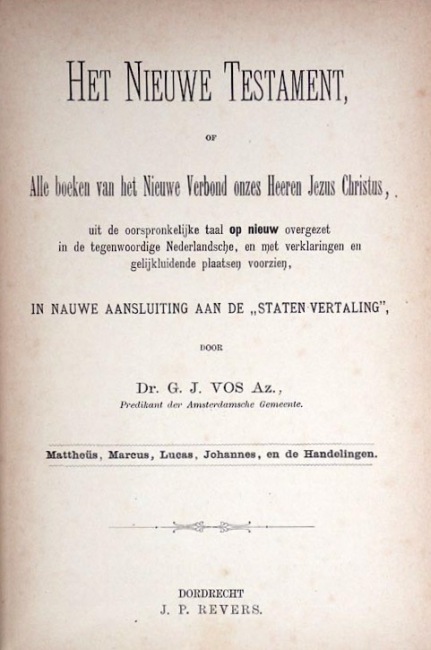 HET NIEUWE TESTAMENT,
OF
Alle boeken van het Nieuwe Verbond onzes Heeren Jezus Christus,
uit de oorspronkelijke taal op nieuw overgezet
in de tegenwoordige Nederlandsche, en met verklaringen en
gelijkluidende plaatsen voorzien,
IN NAUWE AANSLUITING AAN DE „STATEN VERTALING”,
DOOR
Dr. G. J. VOS Az.,
Predikant der Amsterdamsche Gemeente.
Mattheüs, Marcus, Lucas, Johannes, en de Handelingen.
DORDRECHT
J. P. REVERS.